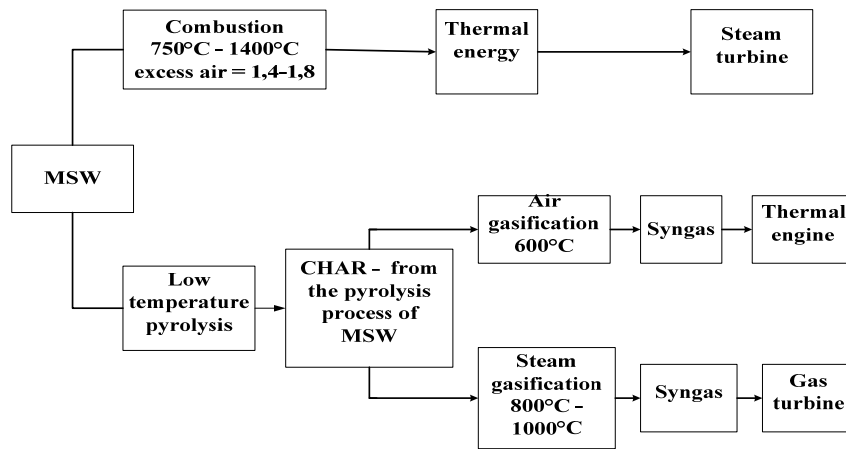 Combustion
750°C - 1400°C
excess air = 1,4-1,8
Thermal
energy
Steam
turbine
MSW
Low
temperature
pyrolysis
CHAR - from
the pyrolysis
process of
MSW
Air
gasification
600°C
Syngas
Thermal
engine
Steam
gasification
800°C -
1000°C
Syngas
Gas
turbine